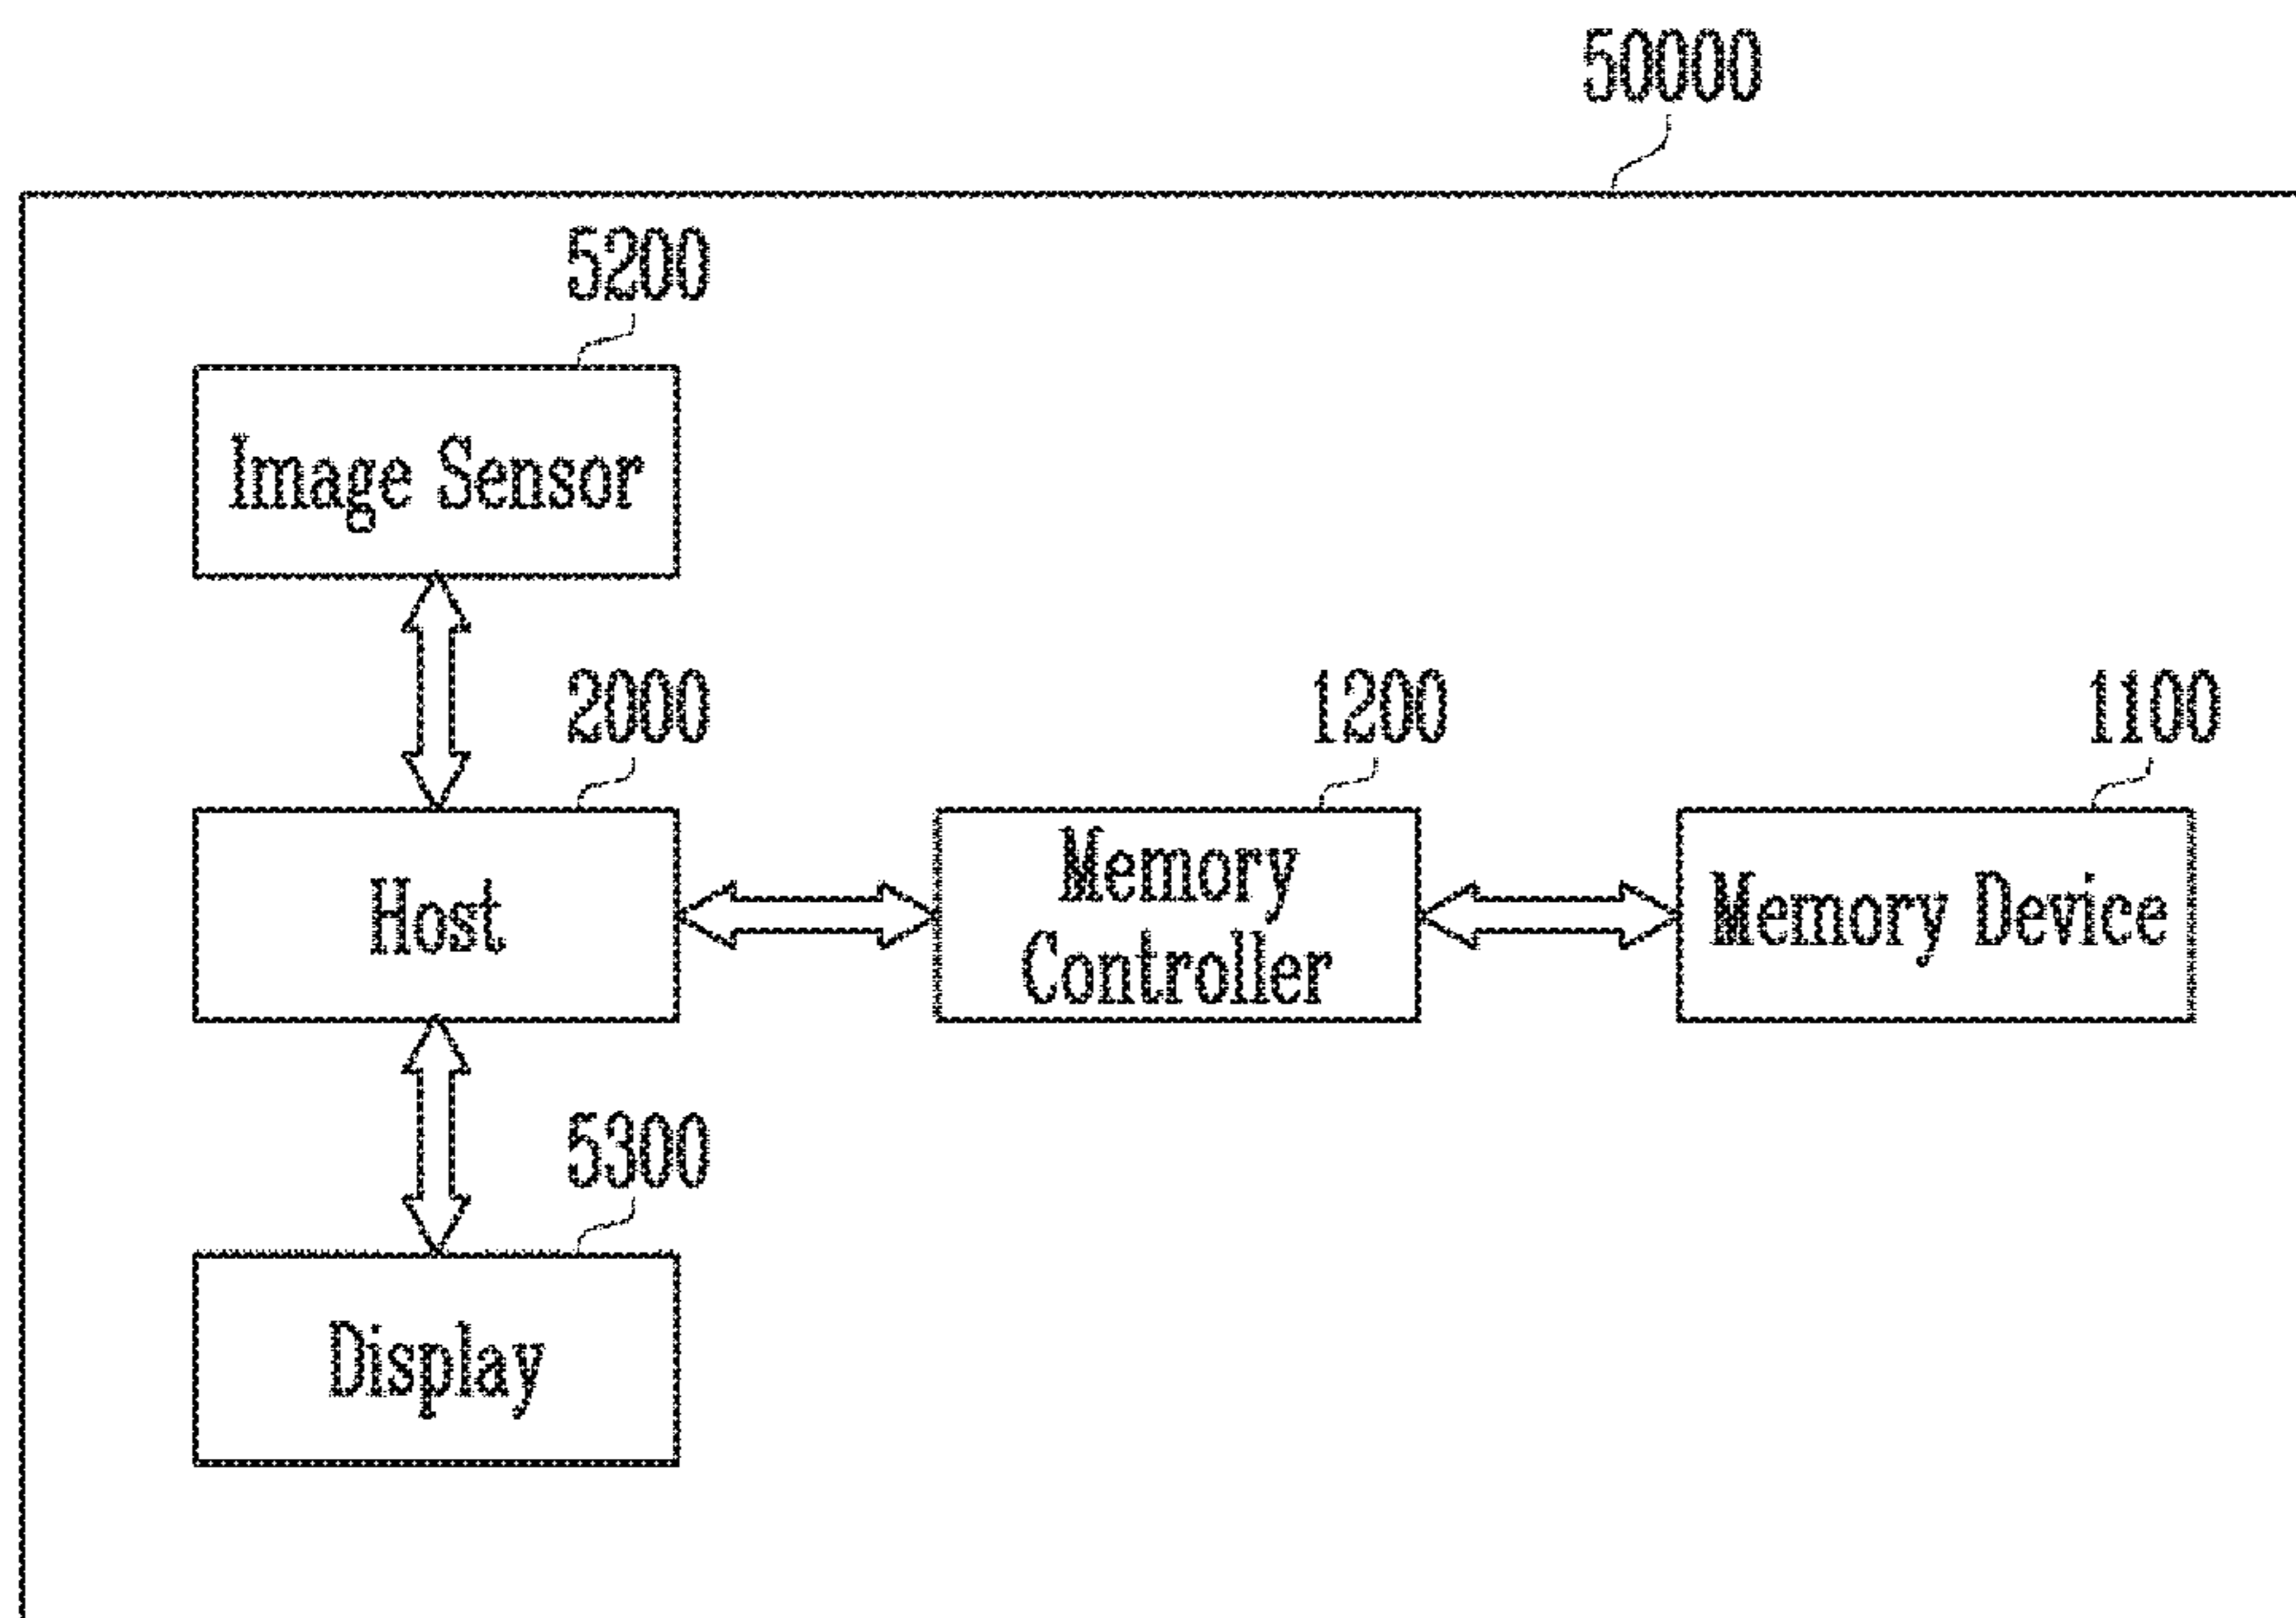 50000
5200
Image Sensor
2000
1200
1100
Host
Memory
Controller
Memory Device
5300
Display